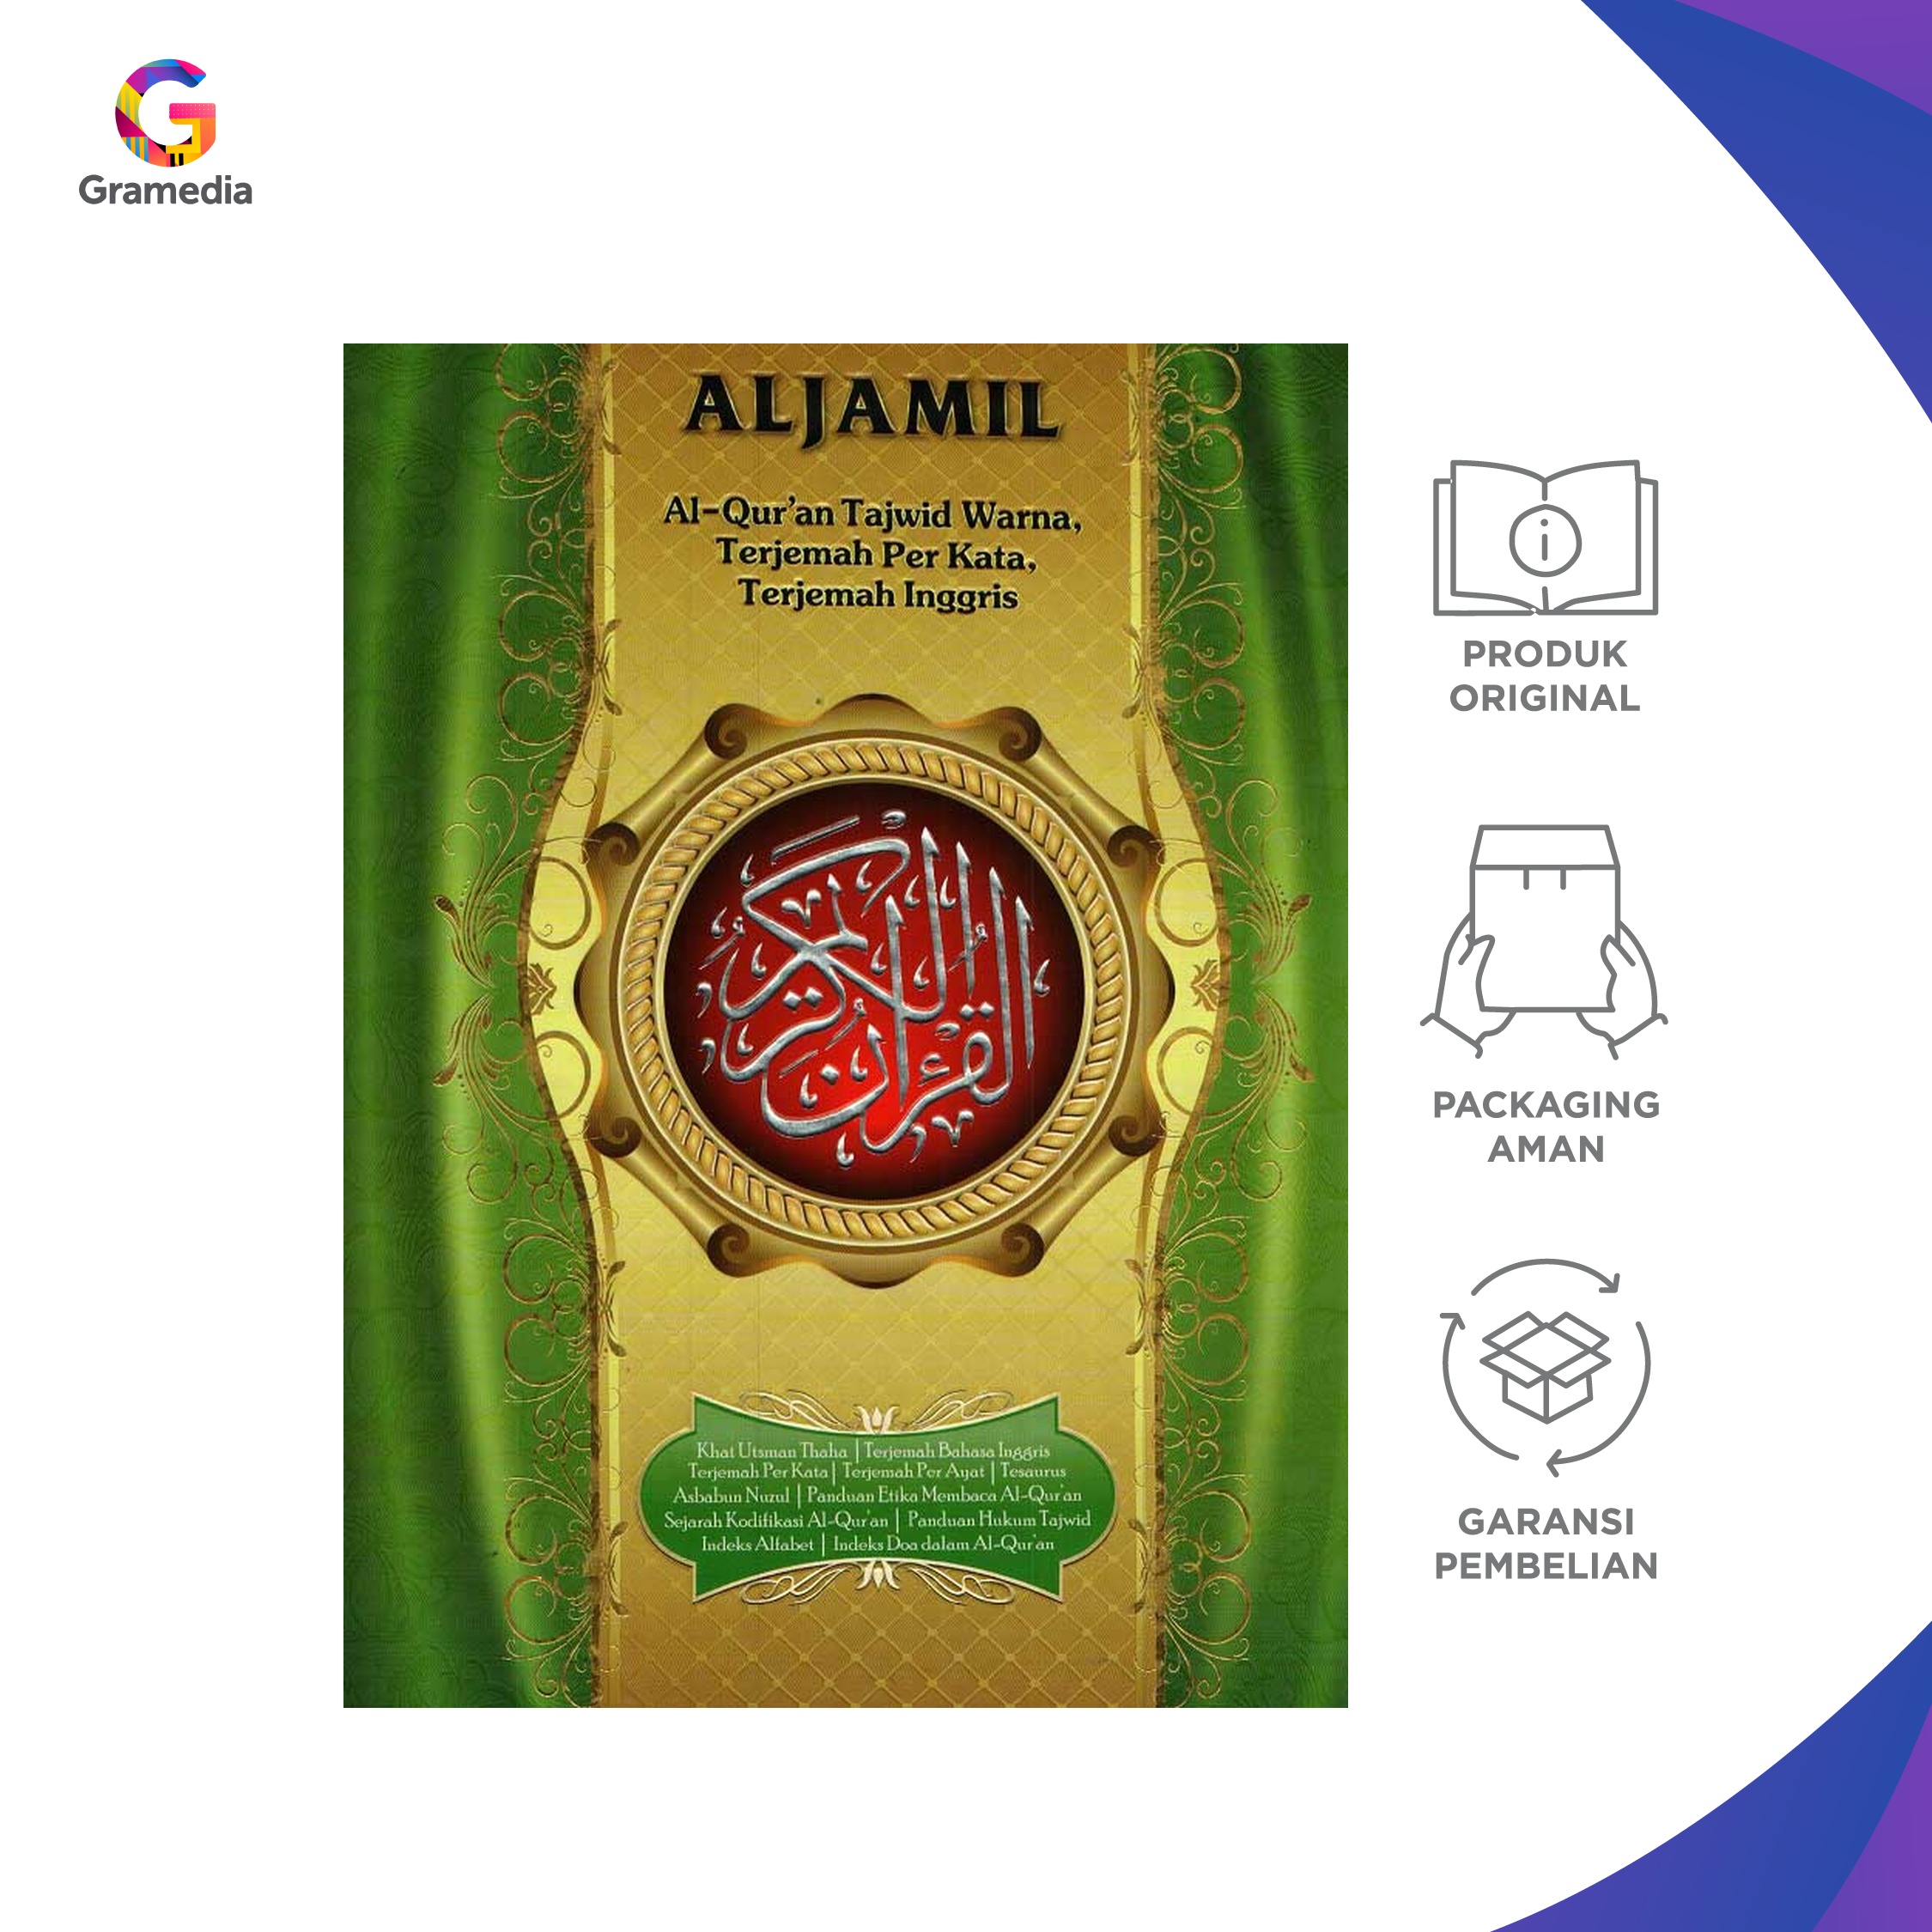 Gramedia
ALJAMIL
Al-Qur'an Tajwid Warna,
Terjemah Per Kata,
Terjemah Inggris
القرآن الكريم
Khat Utsman Thaha | Terjemah Bahasa Inggris
Terjemah Per Kata | Terjemah Per Ayat | Tesaurus
Asbabun Nuzul | Panduan Etika Membaca Al-Qur'an
Sejarah Kodifikasi Al-Qur'an | Panduan Hukum Tajwid
Indeks Alfabet | Indeks Doa dalam Al-Qur'an
PRODUK
ORIGINAL
PACKAGING
AMAN
GARANSI
PEMBELIAN